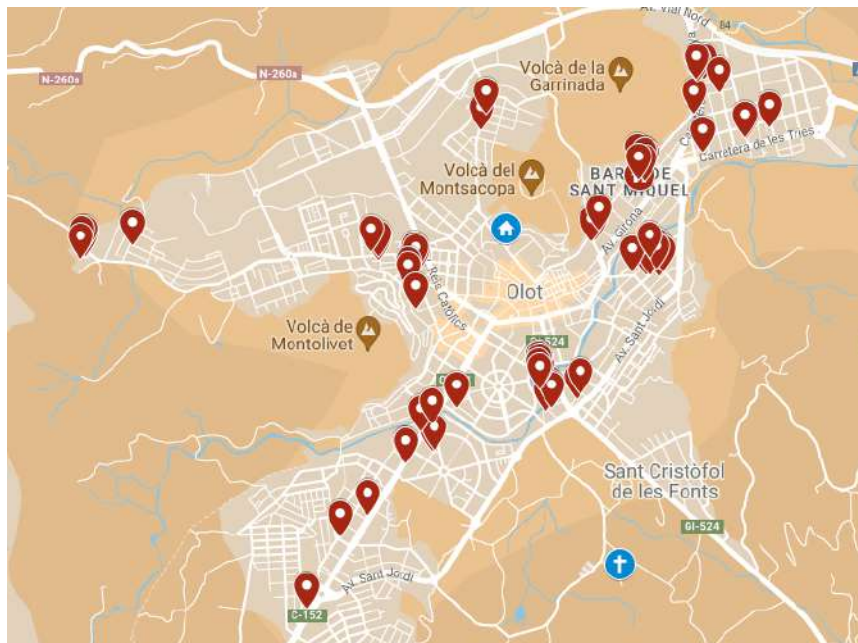 Av. Vial Nord
N-260a
N-260a
Volcà de la
Garrinada
Carretera de les Tries
Volcà del
Montsacopa
SANT MIQUEL
Av. Girona
Reis Catòlics
Olot
Av. Sant Jordi
Volcà de
Montolivet
GI-524
Sant Cristòfol
de les Fonts
GI-524
Av. Sant Jordi
C-152